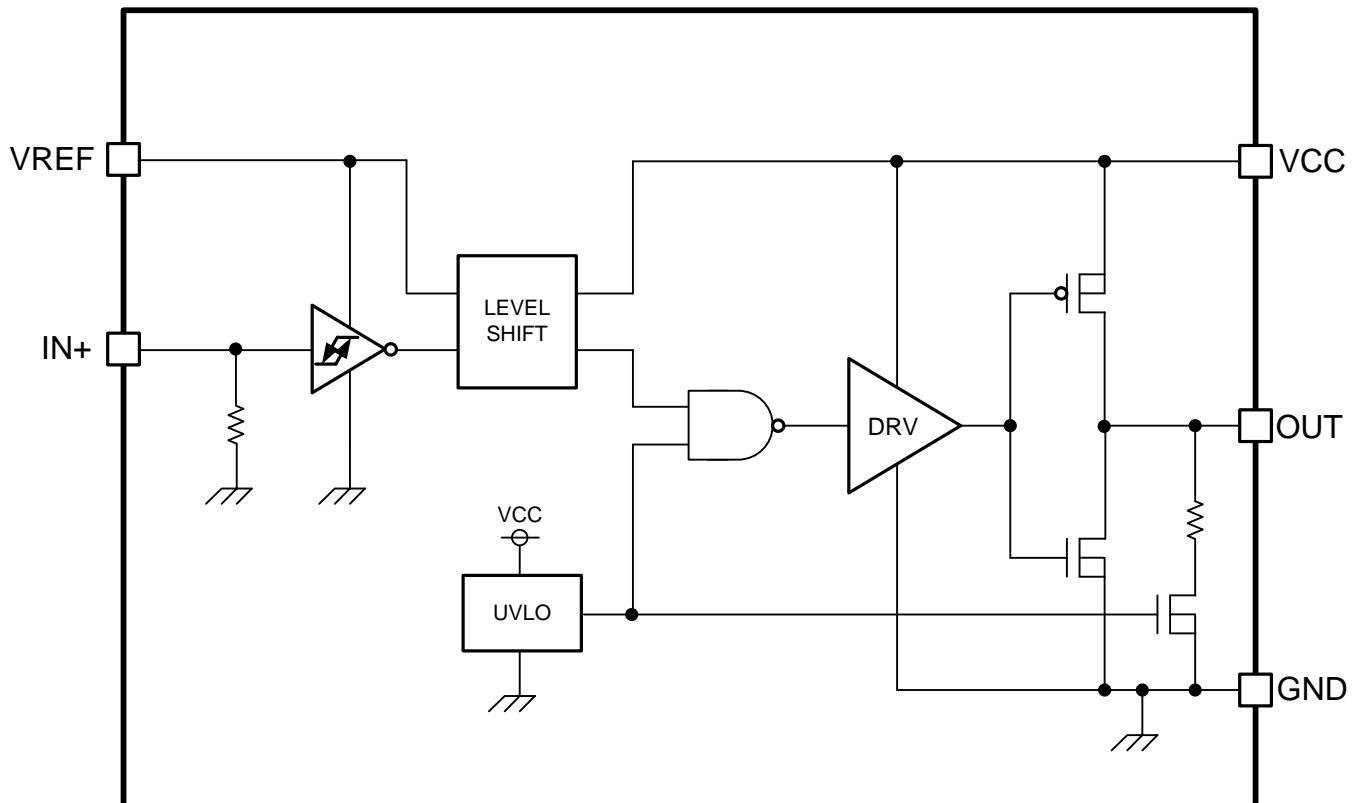 VREF
VCC
LEVEL
SHIFT
IN+
DRV
OUT
VCC
UVLO
GND